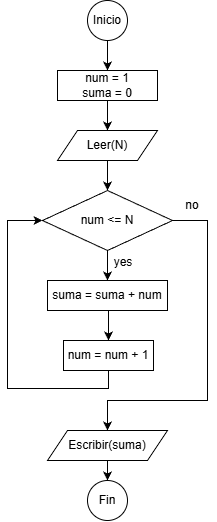 Inicio
num = 1
suma = 0
Leer(N)
num <= N
no
yes
suma = suma + num
num = num + 1
Escribir(suma)
Fin